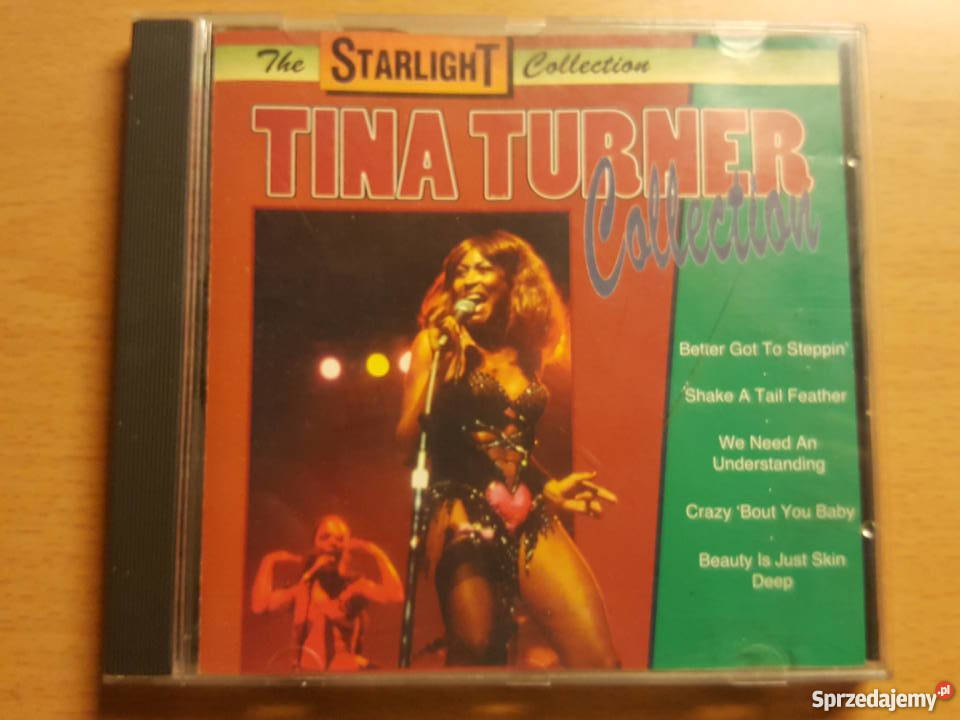 The STARLIGHT Collection
TINA TURNER
Collection
Better Got To Steppin'
Shake A Tail Feather
We Need An
Understanding
Crazy 'Bout You Baby
Beauty Is Just Skin
Deep
Sprzedajemy.pl